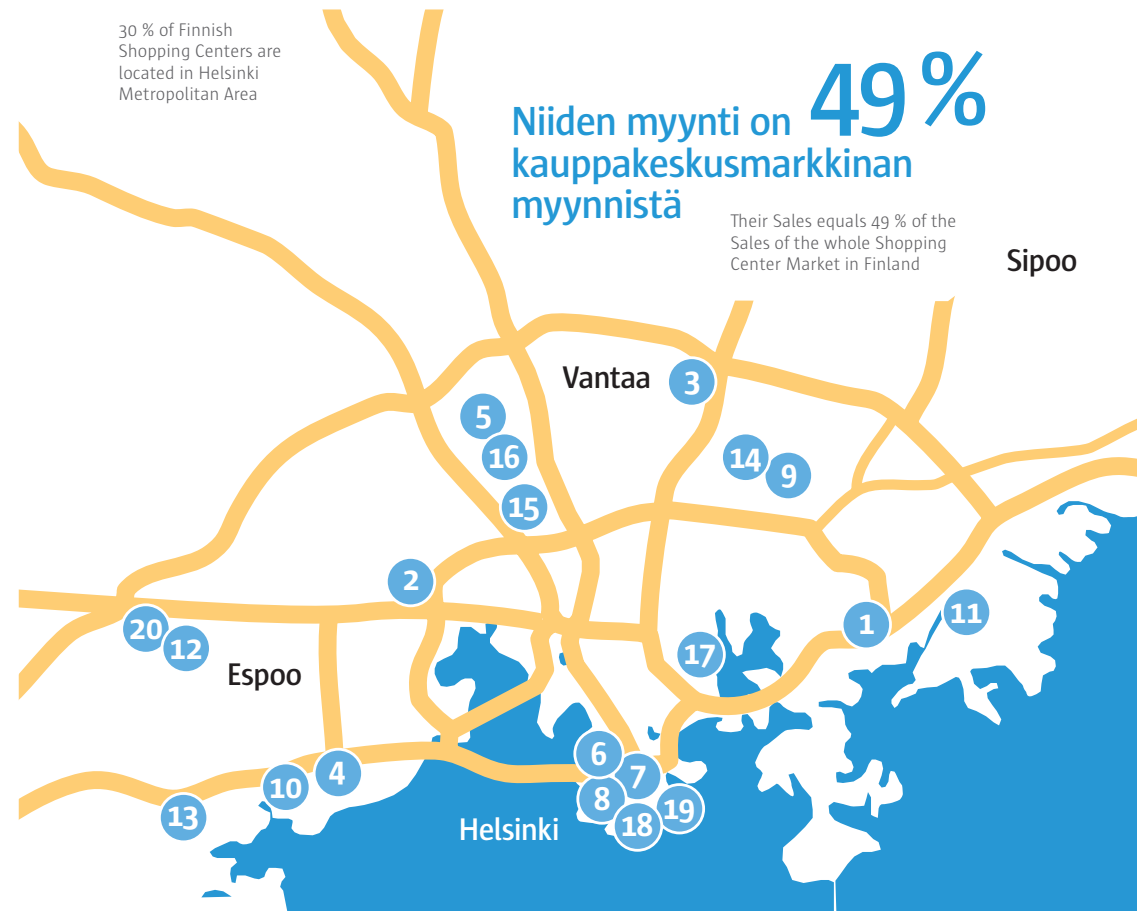 30 % of Finnish
Shopping Centers are
located in Helsinki
Metropolitan Area
Niiden myynti on 49 %
kauppakeskusmarkkinan
myynnistä
Their Sales equals 49 % of the
Sales of the whole Shopping
Center Market in Finland
Sipoo
Vantaa
3
5
16
14
9
15
2
20
12
1
11
17
Espoo
6
7
4
10
8
19
13
18
Helsinki